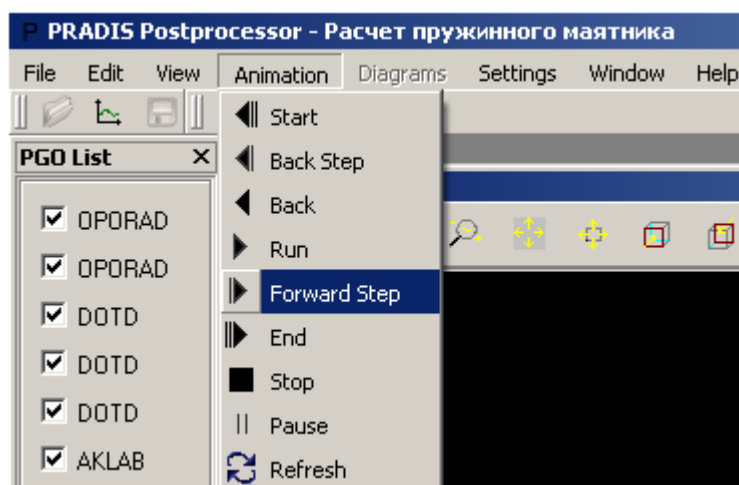 PRADIS Postprocessor - Расчет пружинного маятника
File Edit View Animation Diagrams Settings Window Help
PGO List
OPORAD
OPORAD
DOTD
DOTD
DOTD
AKLAB
Start
Back Step
Back
Run
Forward Step
End
Stop
Pause
Refresh